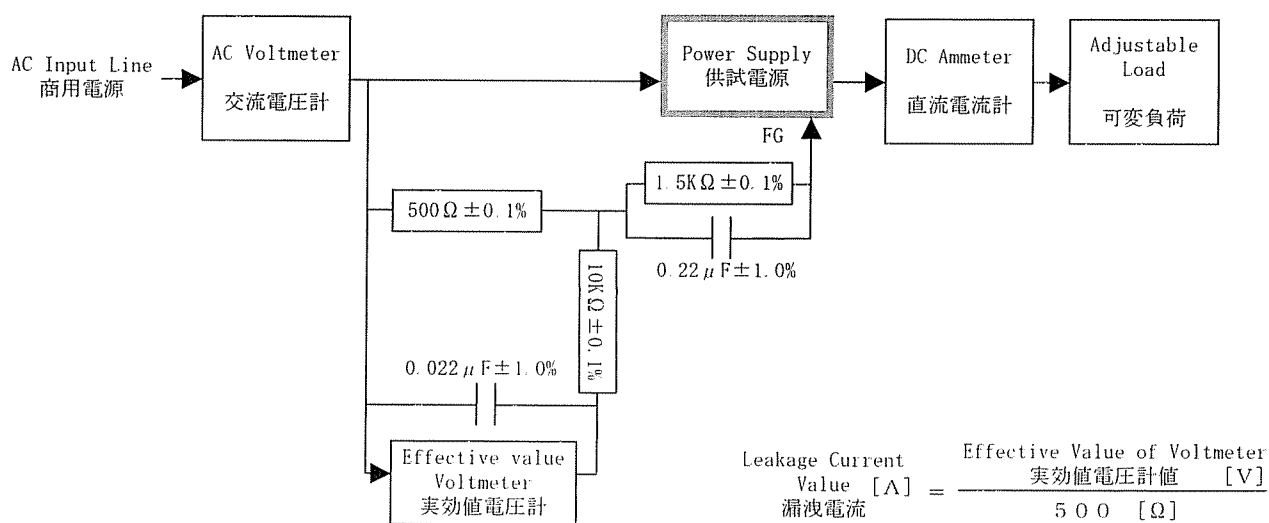 AC Input Line
商用電源
AC Voltmeter
交流電圧計
Power Supply
供試電源
DC Ammeter
直流電流計
Adjustable
Load
可変負荷
FG
1.5KΩ±0.1%
500Ω±0.1%
0.22μF±1.0%
10KΩ±0.1%
0.022μF±1.0%
Effective value
Voltmeter
実効値電圧計
Leakage Current
Value [A] =
漏洩電流
Effective Value of Voltmeter
実効値電圧計値 [V]
500 [Ω]